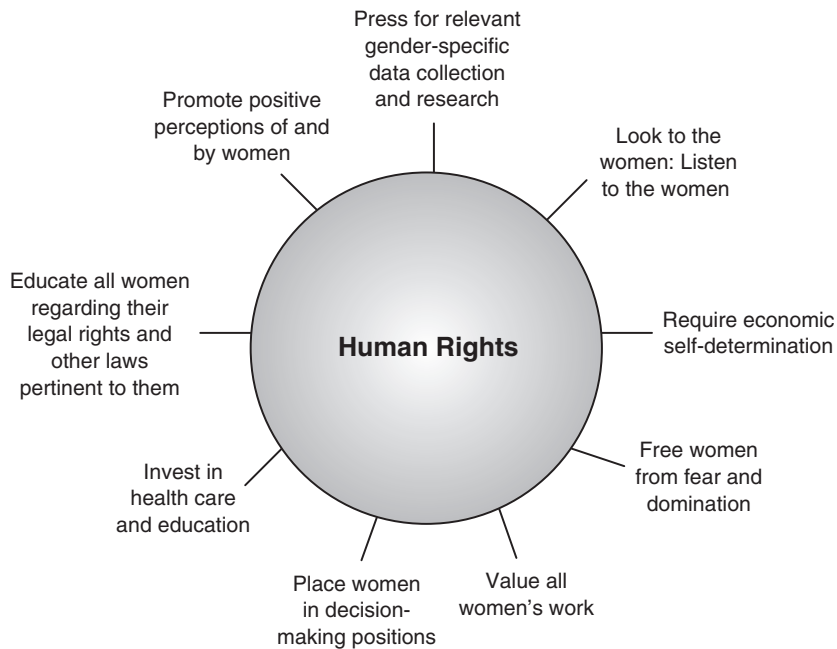 Press for relevant
gender-specific
data collection
and research
Look to the
women: Listen
to the women
Require economic
self-determination
Free women
from fear and
domination
Value all
women's work
Place women
in decision-
making positions
Invest in
health care
and education
Educate all women
regarding their
legal rights and
other laws
pertinent to them
Promote positive
perceptions of and
by women
Human Rights